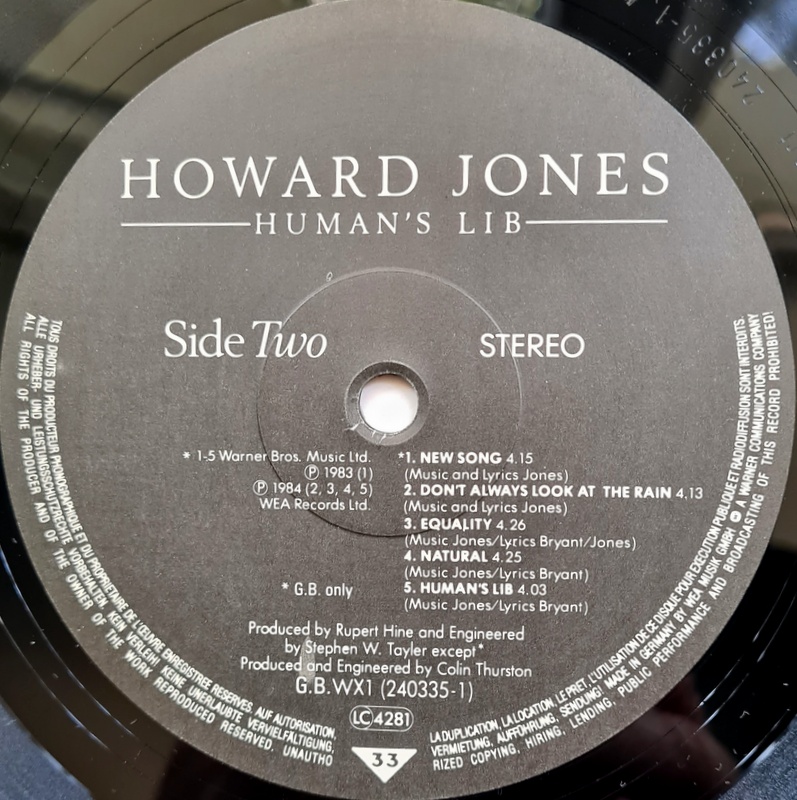 HOWARD JONES
HUMAN'S LIB
Side Two
STEREO
* 1-5 Warner Bros. Music Ltd.
Ⓟ 1983 (1)
Ⓟ 1984 (2, 3, 4, 5)
WEA Records Ltd.
* G.B. only
*1. NEW SONG 4.15
(Music and Lyrics Jones)
2. DON'T ALWAYS LOOK AT THE RAIN 4.13
(Music and Lyrics Jones)
3. EQUALITY 4.26
(Music Jones/Lyrics Bryant/Jones)
4. NATURAL 4.25
(Music Jones/Lyrics Bryant)
5. HUMAN'S LIB 4.03
(Music Jones/Lyrics Bryant)
Produced by Rupert Hine and Engineered
by Stephen W. Tayler except*
Produced and Engineered by Colin Thurston
G.B.WX1 (240335-1)
LC 4281
33
TOUS DROITS DU PRODUCTEUR PHONOGRAPHIQUE ET DU PROPRIETAIRE DE L'ŒUVRE ENREGISTREE RESERVES. SAUF AUTORISATION,
ALLE URHEBER- UND LEISTUNGSSCHUTZRECHTE VORBEHALTEN. KEIN VERLEIH! KEINE UNERLAUBTE VERVIELFÄLTIGUNG,
ALL RIGHTS OF THE PRODUCER AND OF THE OWNER OF THE WORK REPRODUCED RESERVED. UNAUTHO
LA DUPLICATION, LA LOCATION, LE PRET, L'UTILISATION DE CE DISQUE POUR EXECUTION PUBLIQUE ET RADIODIFFUSION SONT INTERDITS.
VERMIETUNG, AUFFÜHRUNG, SENDUNG! MADE IN GERMANY BY WEA MUSIK GMBH A WARNER COMMUNICATIONS COMPANY
RIZED COPYING, HIRING, LENDING, PUBLIC PERFORMANCE AND BROADCASTING OF THIS RECORD PROHIBITED!
240335-1